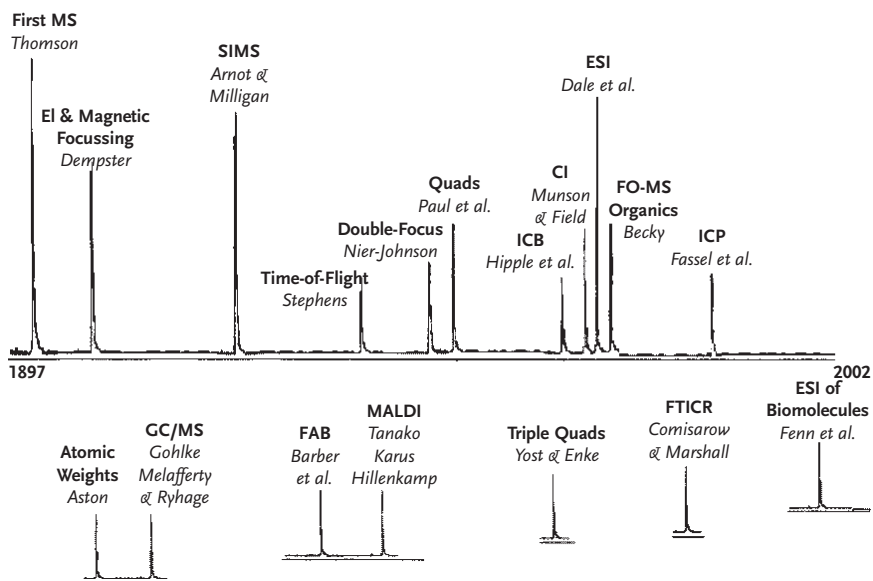 First MS
Thomson
El & Magnetic
Focussing
Dempster
SIMS
Arnot &
Milligan
Time-of-Flight
Stephens
Double-Focus
Nier-Johnson
Quads
Paul et al.
ICB
Hipple et al.
CI
Munson
& Field
ESI
Dale et al.
FO-MS
Organics
Becky
ICP
Fassel et al.
1897
2002
Atomic
Weights
Aston
GC/MS
Gohlke
Melafferty
& Ryhage
FAB
Barber
et al.
MALDI
Tanako
Karus
Hillenkamp
Triple Quads
Yost & Enke
FTICR
Comisarow
& Marshall
ESI of
Biomolecules
Fenn et al.